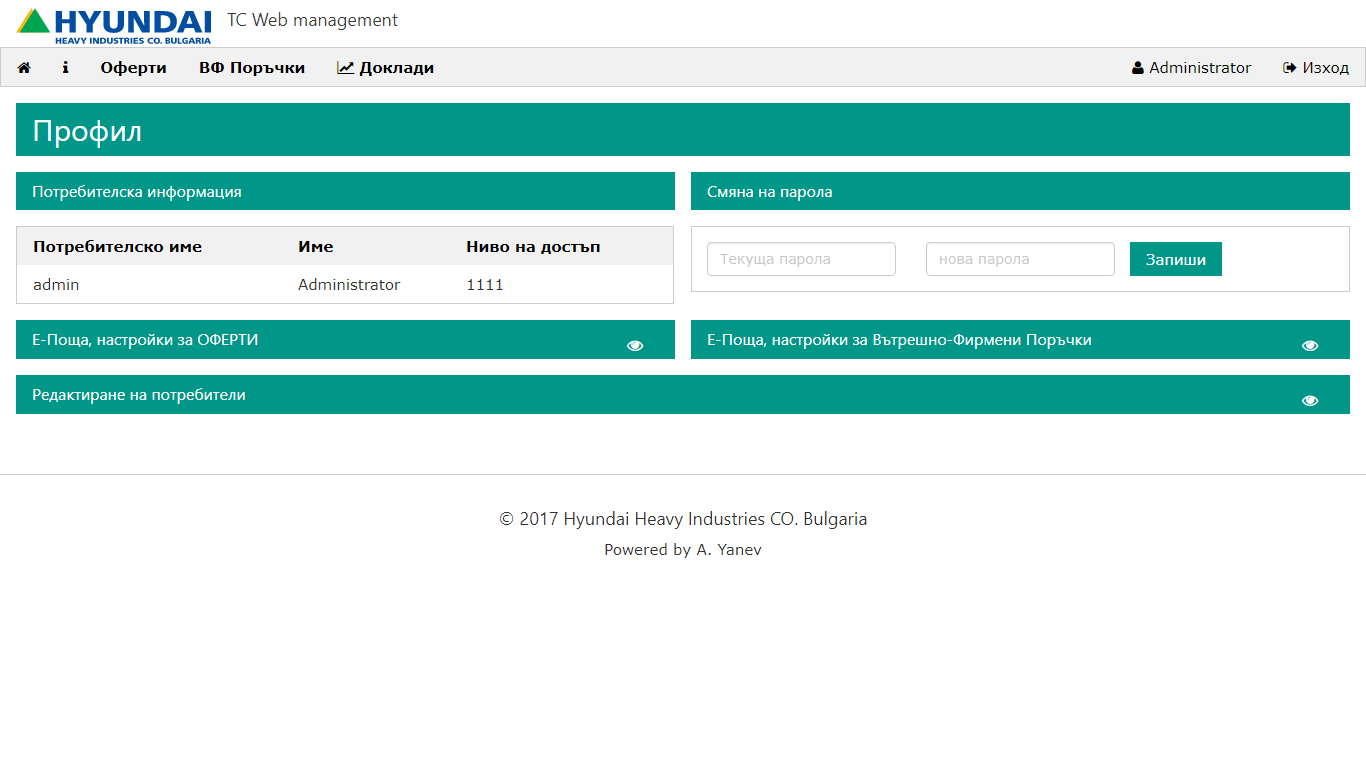 HYUNDAI
HEAVY INDUSTRIES CO. BULGARIA
TC Web management
Оферти ВФ Поръчки Доклади Administrator Изход
Профил
Потребителска информация
Смяна на парола
Потребителско име Име Ниво на достъп
admin Administrator 1111
Текуща парола нова парола Запиши
Е-Поща, настройки за ОФЕРТИ
Е-Поща, настройки за Вътрешно-Фирмени Поръчки
Редактиране на потребители
© 2017 Hyundai Heavy Industries CO. Bulgaria
Powered by A. Yanev